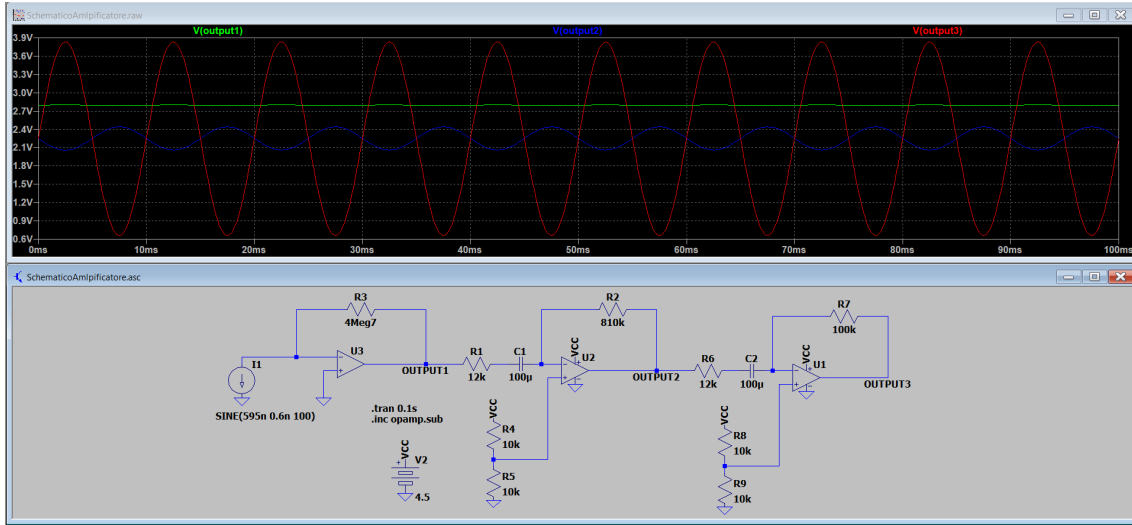 SchematicoAmlpificatore.raw
V(output1) V(output2) V(output3)
3.9V
3.6V
3.3V
3.0V
2.7V
2.4V
2.1V
1.8V
1.5V
1.2V
0.9V
0.6V
0ms 10ms 20ms 30ms 40ms 50ms 60ms 70ms 80ms 90ms 100ms
SchematicoAmlpificatore.asc
R3
4Meg7
U3
I1
SINE(595n 0.6n 100)
OUTPUT1
R1
12k
C1
100µ
R2
810k
VCC
U2
OUTPUT2
R6
12k
C2
100µ
R7
100k
VCC
U1
OUTPUT3
.tran 0.1s
.inc opamp.sub
VCC
V2
4.5
VCC
R4
10k
R5
10k
VCC
R8
10k
R9
10k